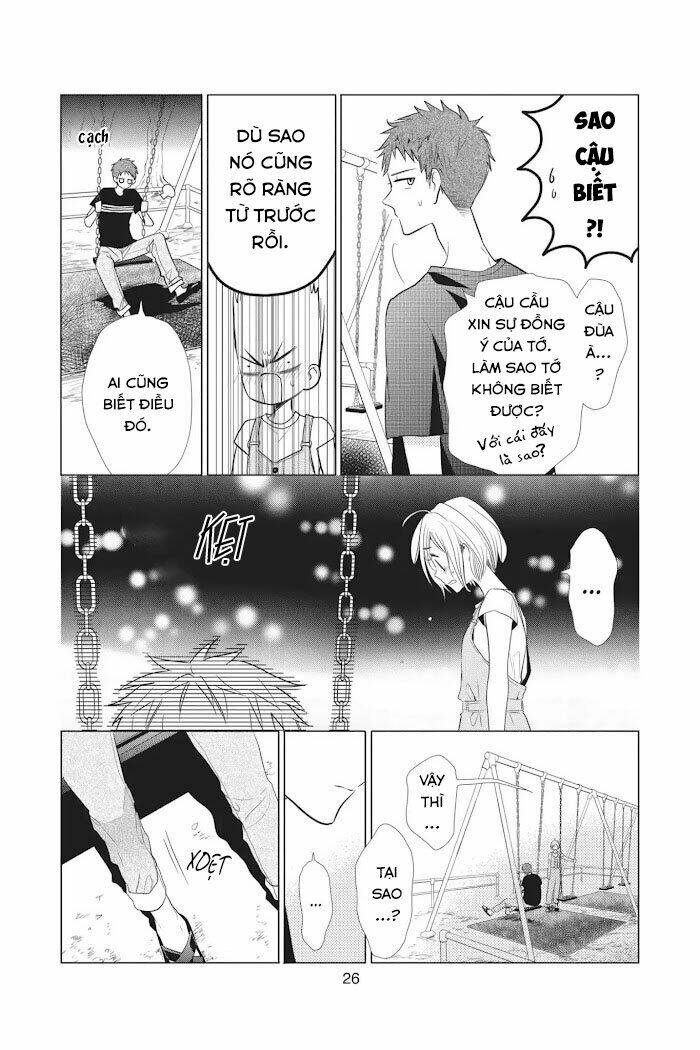 SAO
CẬU
BIẾT
?!
CẬU ĐÙA
À...
?
CẬU CẦU
XIN SỰ ĐỒNG
Ý CỦA TỚ.
LÀM SAO TỚ
KHÔNG BIẾT
ĐƯỢC?
Với cái đấy
là sao?
DÙ SAO
NÓ CŨNG
RÕ RÀNG
TỪ TRƯỚC
RỒI.
cạch
AI CŨNG
BIẾT ĐIỀU
ĐÓ.
...
KẸT
VẬY
THÌ
...
TẠI
SAO
...?
...
XOẸT
26